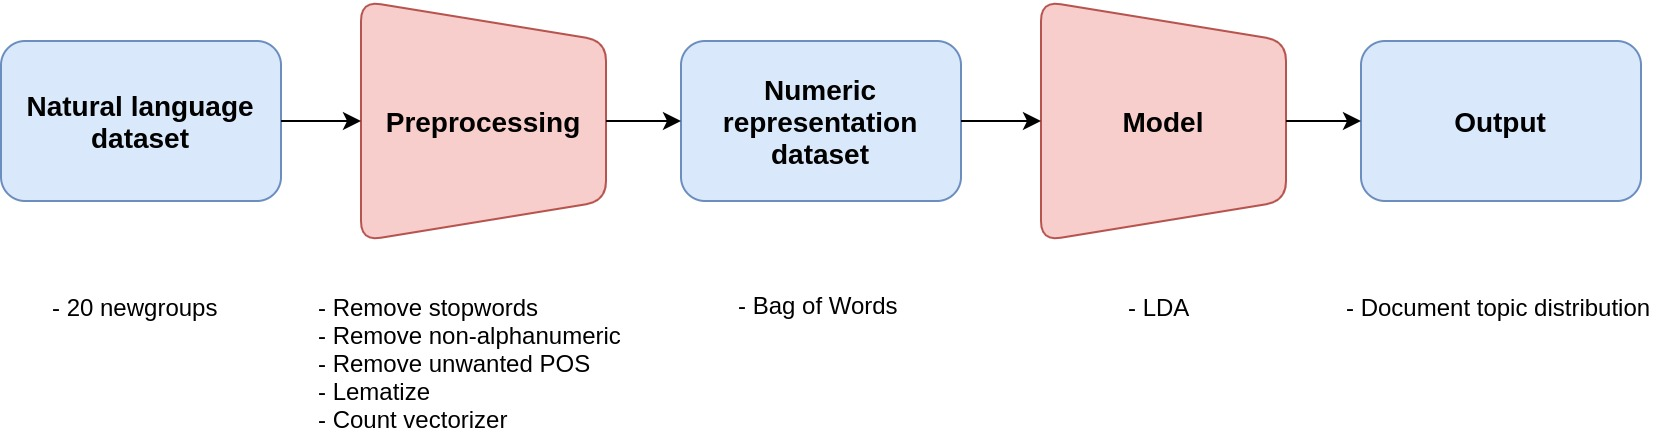 Natural language
dataset
Preprocessing
Numeric
representation
dataset
Model
Output
- 20 newgroups
- Remove stopwords
- Remove non-alphanumeric
- Remove unwanted POS
- Lematize
- Count vectorizer
- Bag of Words
- LDA
- Document topic distribution